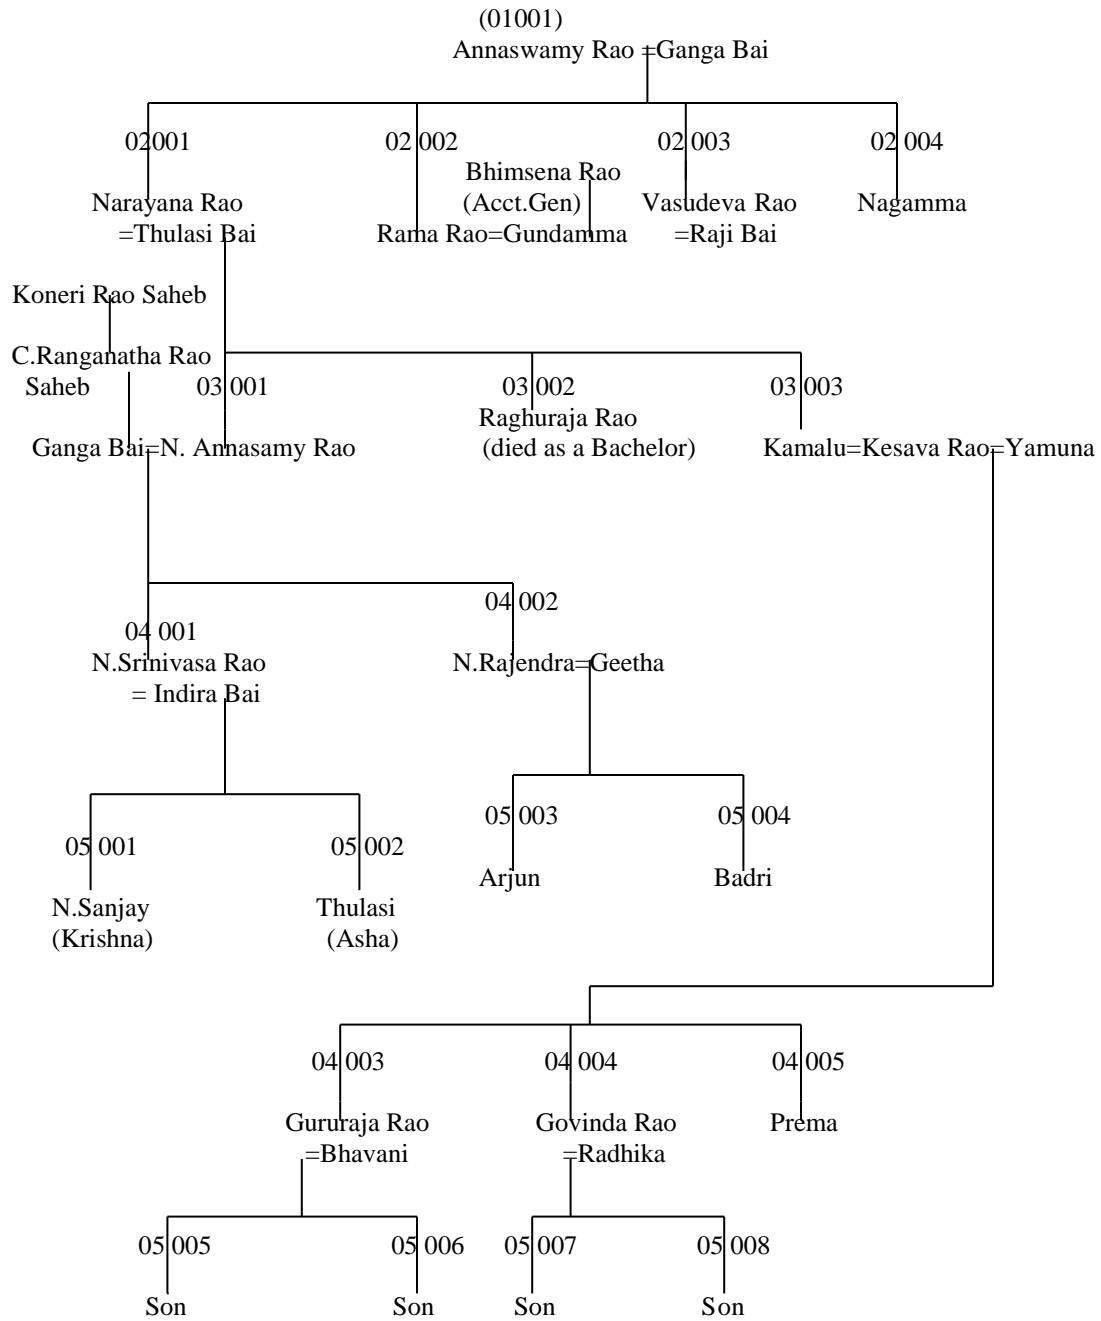 (01001)
Annaswamy Rao =Ganga Bai
02001 02 002 02 003 02 004
Bhimsena Rao
Narayana Rao (Acct.Gen) Vasudeva Rao Nagamma
=Thulasi Bai Rama Rao=Gundamma =Raji Bai
Koneri Rao Saheb
C.Ranganatha Rao
Saheb 03 001 03 002 03 003
Raghuraja Rao
Ganga Bai=N. Annasamy Rao (died as a Bachelor) Kamalu=Kesava Rao=Yamuna
04 002
04 001
N.Srinivasa Rao N.Rajendra=Geetha
= Indira Bai
05 003 05 004
05 001 05 002
Arjun Badri
N.Sanjay Thulasi
(Krishna) (Asha)
04 003 04 004 04 005
Gururaja Rao Govinda Rao Prema
=Bhavani =Radhika
05 005 05 006 05 007 05 008
Son Son Son Son